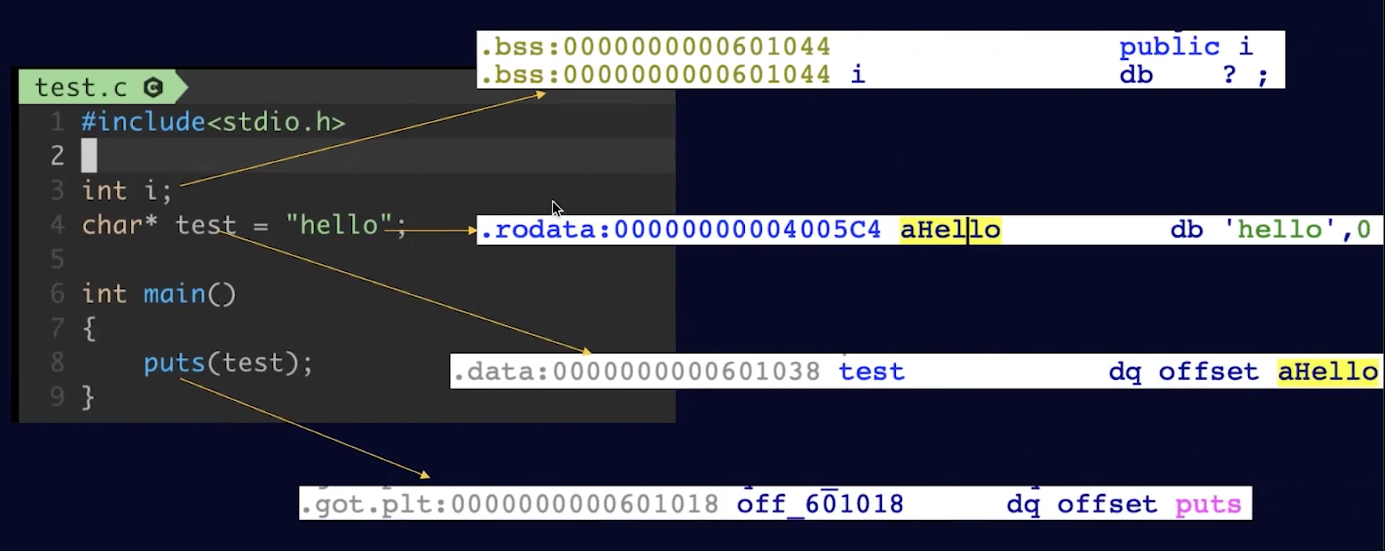 .bss:0000000000601044 public i
.bss:0000000000601044 i db ? ;
test.c
1 #include<stdio.h>
2
3 int i;
4 char* test = "hello";
.rodata:00000000004005C4 aHello db 'hello',0
5
6 int main()
7 {
8 puts(test);
.data:0000000000601038 test dq offset aHello
9 }
.got.plt:0000000000601018 off_601018 dq offset puts